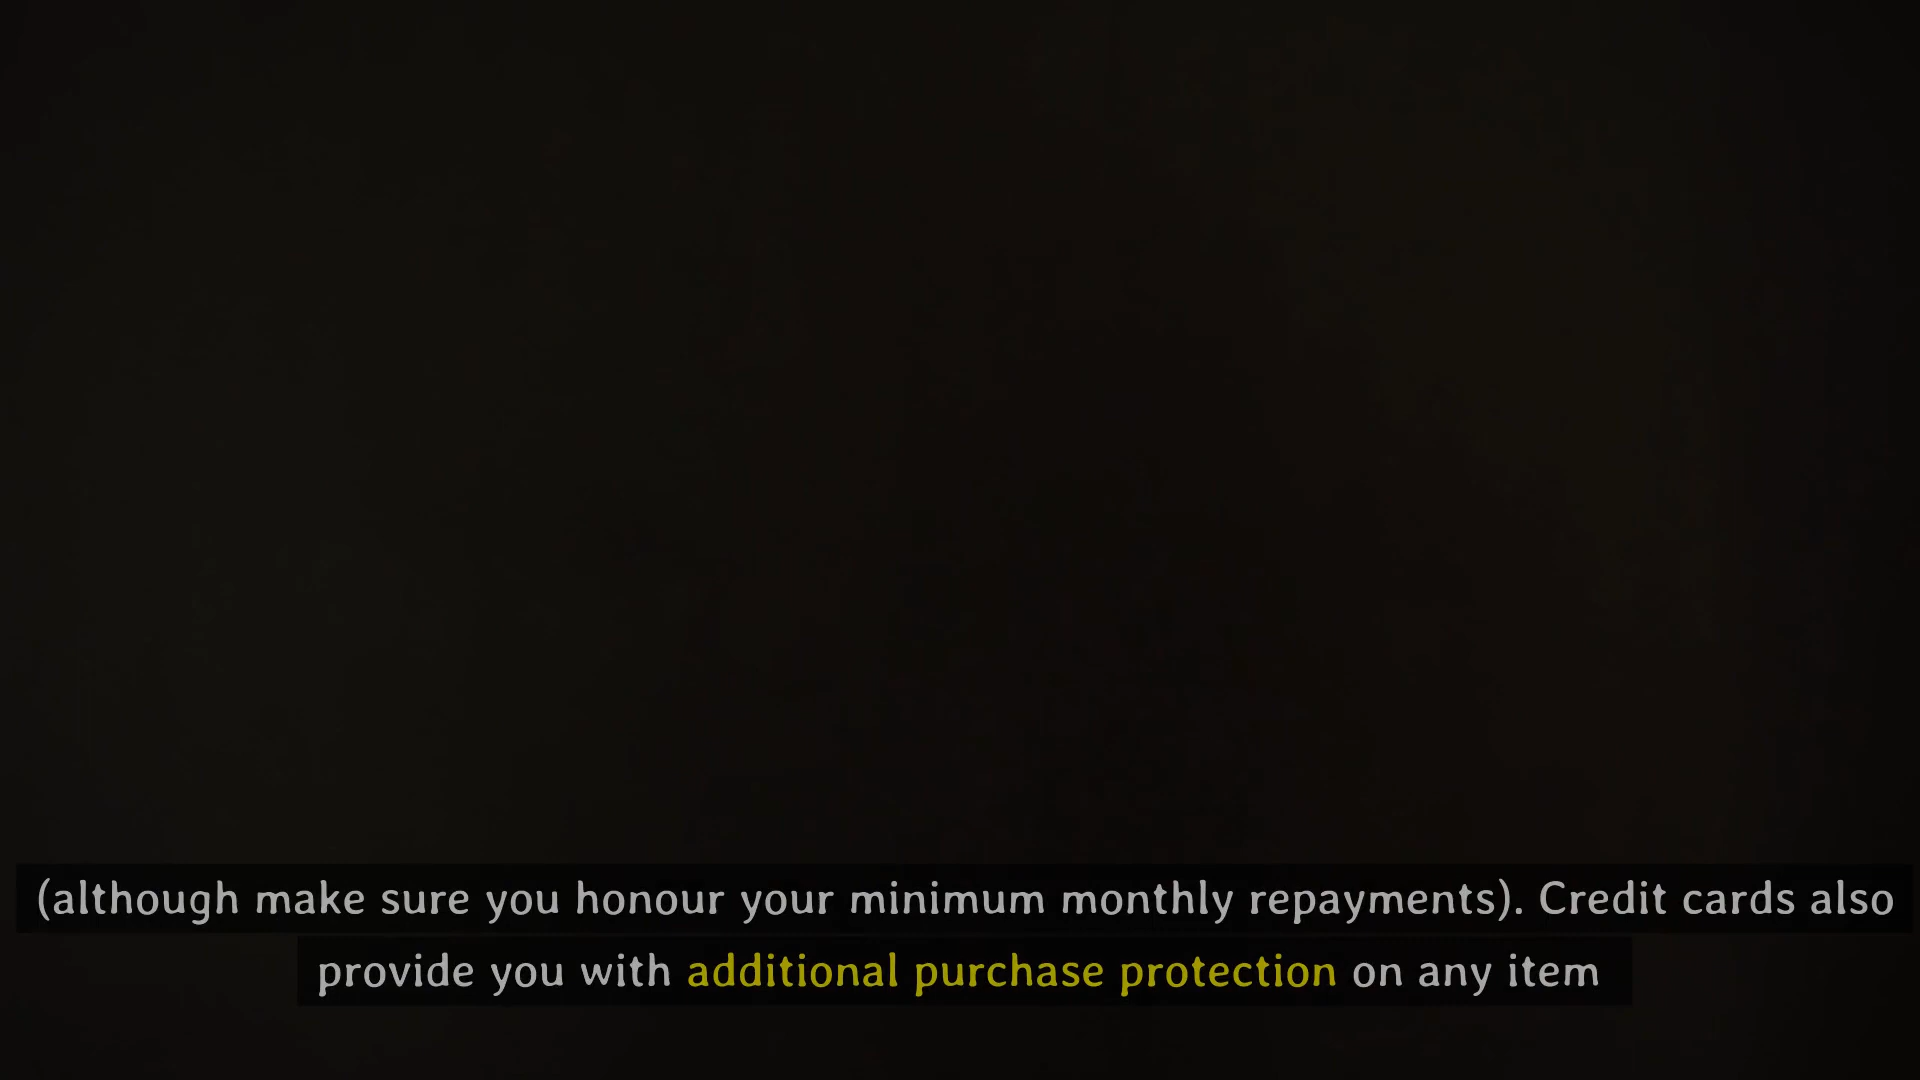 (although make sure you honour your minimum monthly repayments). Credit cards also
provide you with additional purchase protection on any item